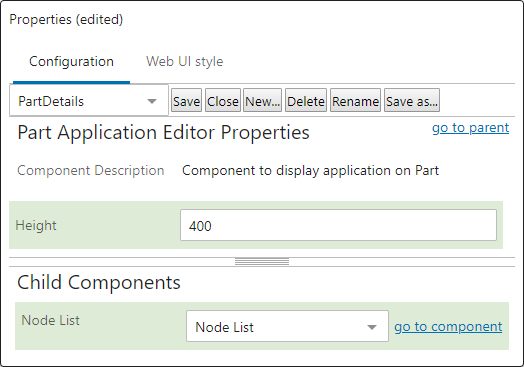 Properties (edited)
Configuration Web UI style
PartDetails Save Close New... Delete Rename Save as...
Part Application Editor Properties go to parent
Component Description Component to display application on Part
Height 400
Child Components
Node List Node List go to component